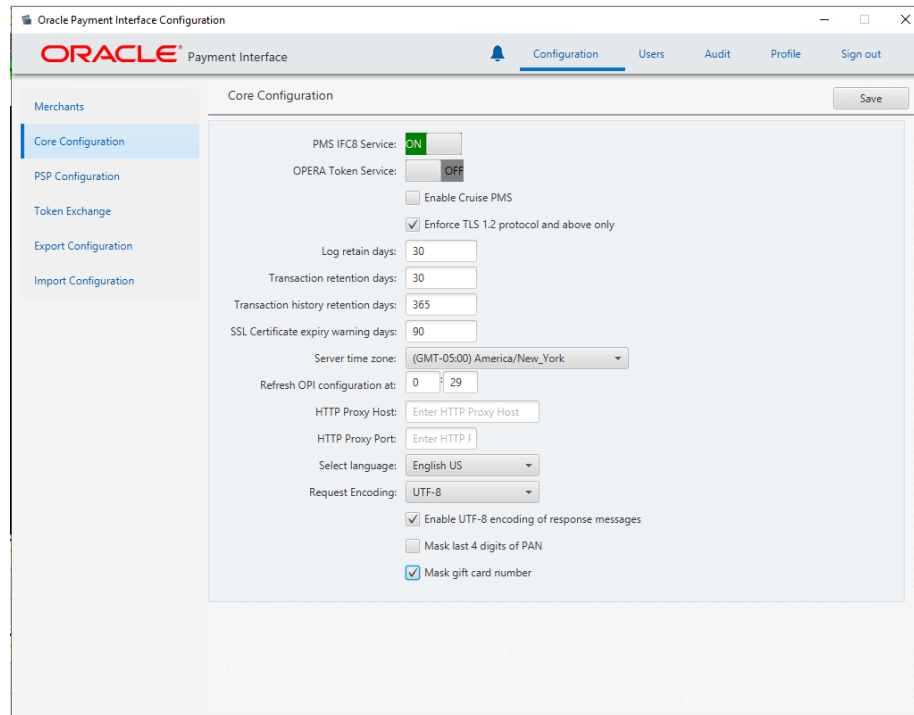 Oracle Payment Interface Configuration
ORACLE Payment Interface
Configuration
Users
Audit
Profile
Sign out
Merchants
Core Configuration
PSP Configuration
Token Exchange
Export Configuration
Import Configuration
Core Configuration
Save
PMS IFC8 Service: ON
OPERA Token Service: OFF
Enable Cruise PMS
Enforce TLS 1.2 protocol and above only
Log retain days: 30
Transaction retention days: 30
Transaction history retention days: 365
SSL Certificate expiry warning days: 90
Server time zone: (GMT-05:00) America/New_York
Refresh OPI configuration at: 0 : 29
HTTP Proxy Host: Enter HTTP Proxy Host
HTTP Proxy Port: Enter HTTP
Select language: English US
Request Encoding: UTF-8
Enable UTF-8 encoding of response messages
Mask last 4 digits of PAN
Mask gift card number